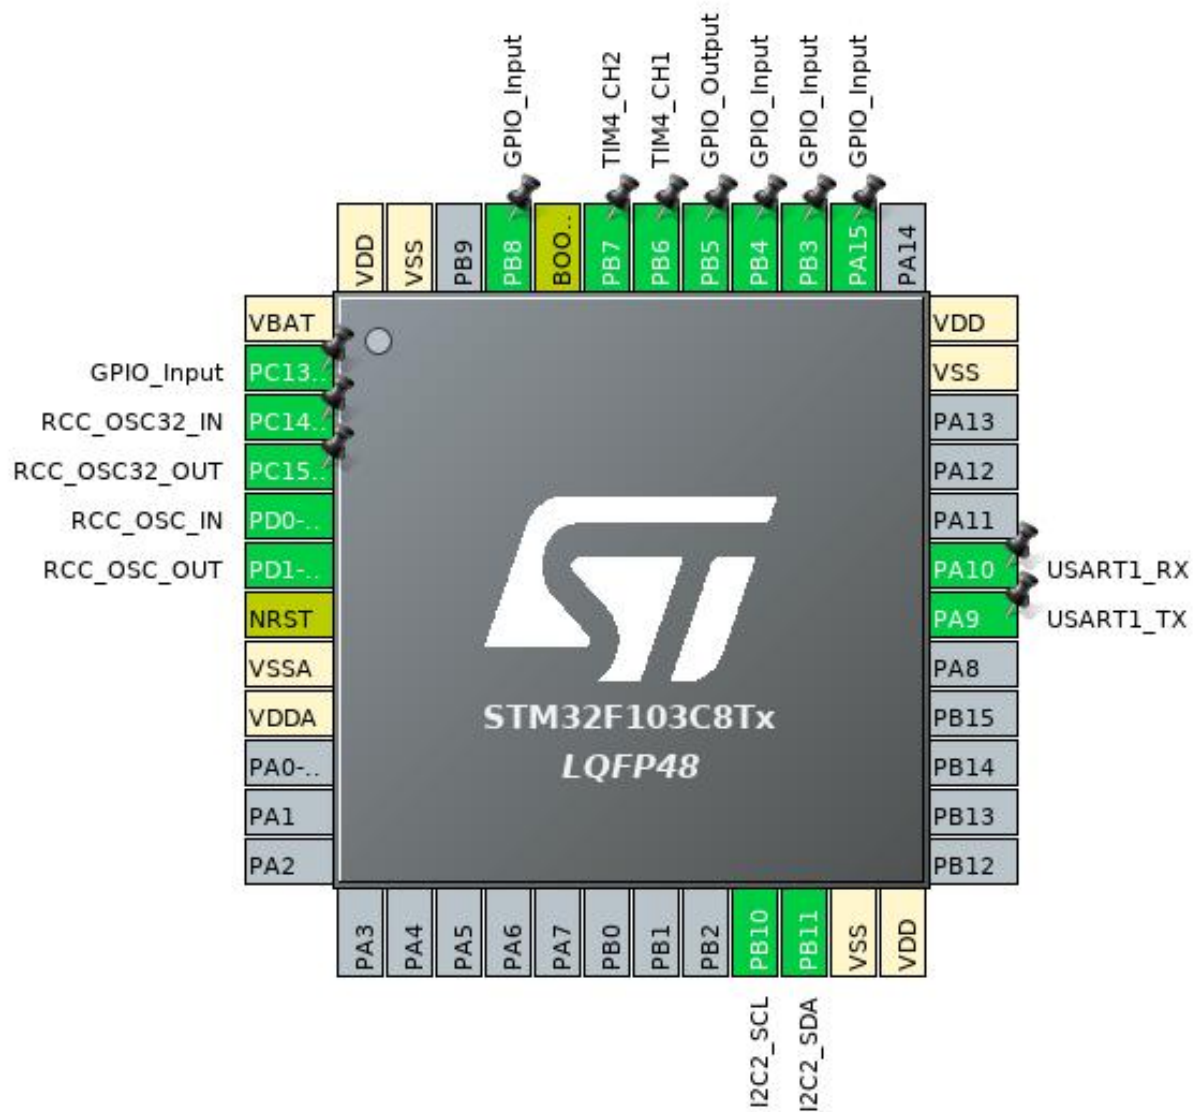 GPIO_Input
TIM4_CH2
TIM4_CH1
GPIO_Output
GPIO_Input
GPIO_Input
GPIO_Input
VDD
VSS
PB9
PB8
BOO..
PB7
PB6
PB5
PB4
PB3
PA15
PA14
VBAT
GPIO_Input PC13..
RCC_OSC32_IN PC14..
RCC_OSC32_OUT PC15..
RCC_OSC_IN PD0-..
RCC_OSC_OUT PD1-..
NRST
VSSA
VDDA
PA0-..
PA1
PA2
VDD
VSS
PA13
PA12
PA11
PA10 USART1_RX
PA9 USART1_TX
PA8
PB15
PB14
PB13
PB12
ST
STM32F103C8Tx
LQFP48
PA3
PA4
PA5
PA6
PA7
PB0
PB1
PB2
PB10
PB11
VSS
VDD
I2C2_SCL
I2C2_SDA